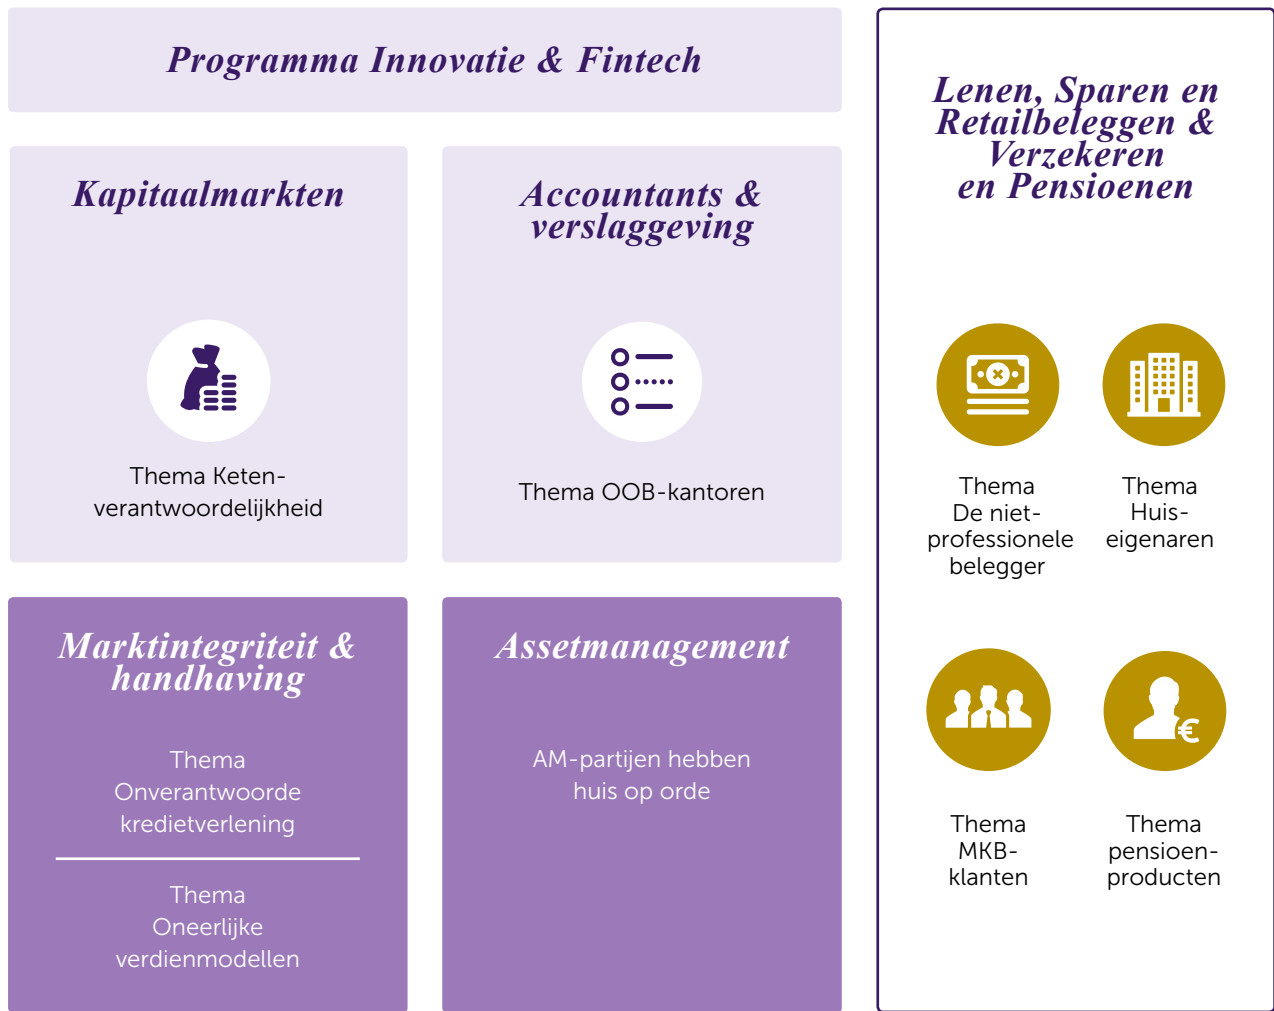 Programma Innovatie & Fintech
Kapitaalmarkten
Thema Keten-
verantwoordelijkheid
Accountants &
verslaggeving
Thema OOB-kantoren
Marktintegriteit &
handhaving
Thema
Onverantwoorde
kredietverlening
Thema
Oneerlijke
verdienmodellen
Assetmanagement
AM-partijen hebben
huis op orde
Lenen, Sparen en
Retailbeleggen &
Verzekeren
en Pensioenen
Thema
De niet-
professionele
belegger
Thema
Huis-
eigenaren
Thema
MKB-
klanten
€
Thema
pensioen-
producten